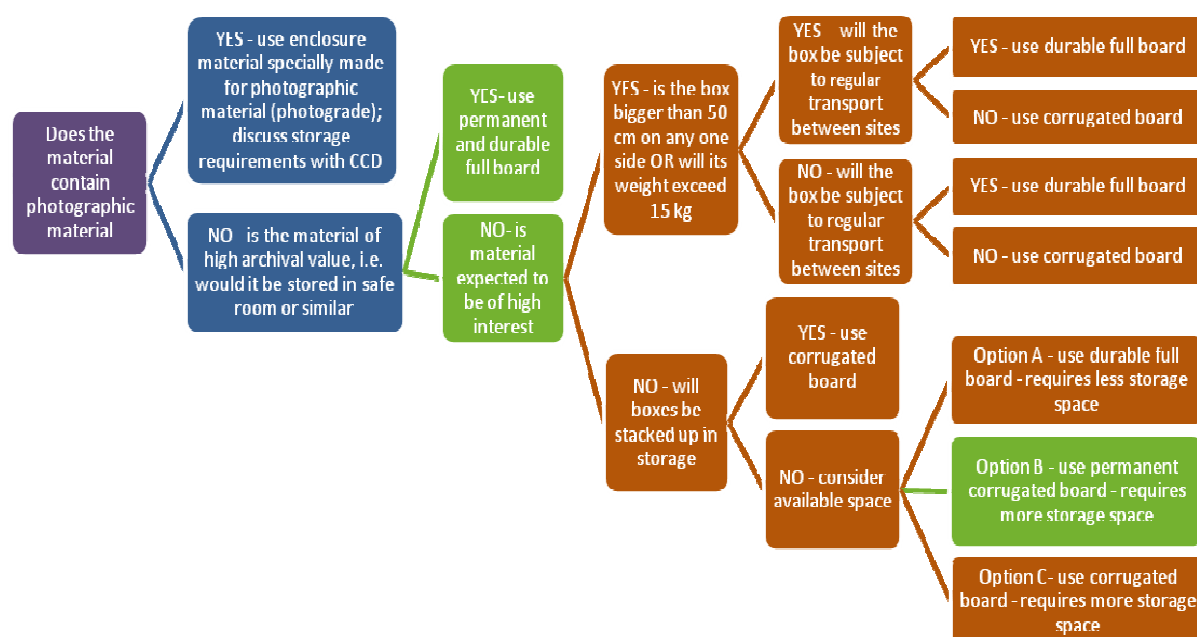 Does the
material
contain
photographic
material
YES - use enclosure
material specially made
for photographic
material (photograde);
discuss storage
requirements with CCD
NO - is the material of
high archival value, i.e.
would it be stored in safe
room or similar
YES- use
permanent
and durable
full board
NO- is
material
expected to
be of high
interest
YES - is the box
bigger than 50
cm on any one
side OR will its
weight exceed
15 kg
YES - will the
box be subject
to regular
transport
between sites
YES - use durable full board
NO - use corrugated board
NO - will the
box be subject
to regular
transport
between sites
YES - use durable full board
NO - use corrugated board
NO - will
boxes be
stacked up in
storage
YES - use
corrugated
board
NO - consider
available space
Option A - use durable full
board - requires less storage
space
Option B - use permanent
corrugated board - requires
more storage space
Option C - use corrugated
board - requires more storage
space